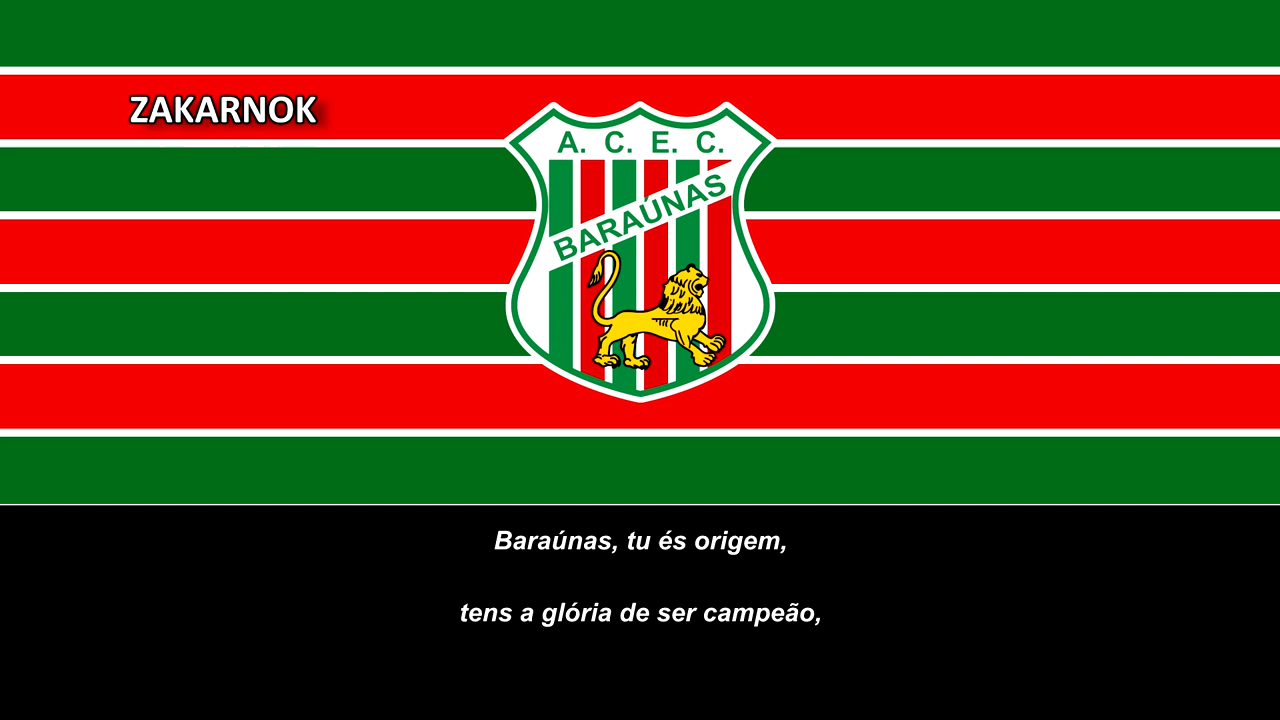 ZAKARNOK
A. C. E. C.
BARAÚNAS
Baraúnas, tu és origem,
tens a glória de ser campeão,